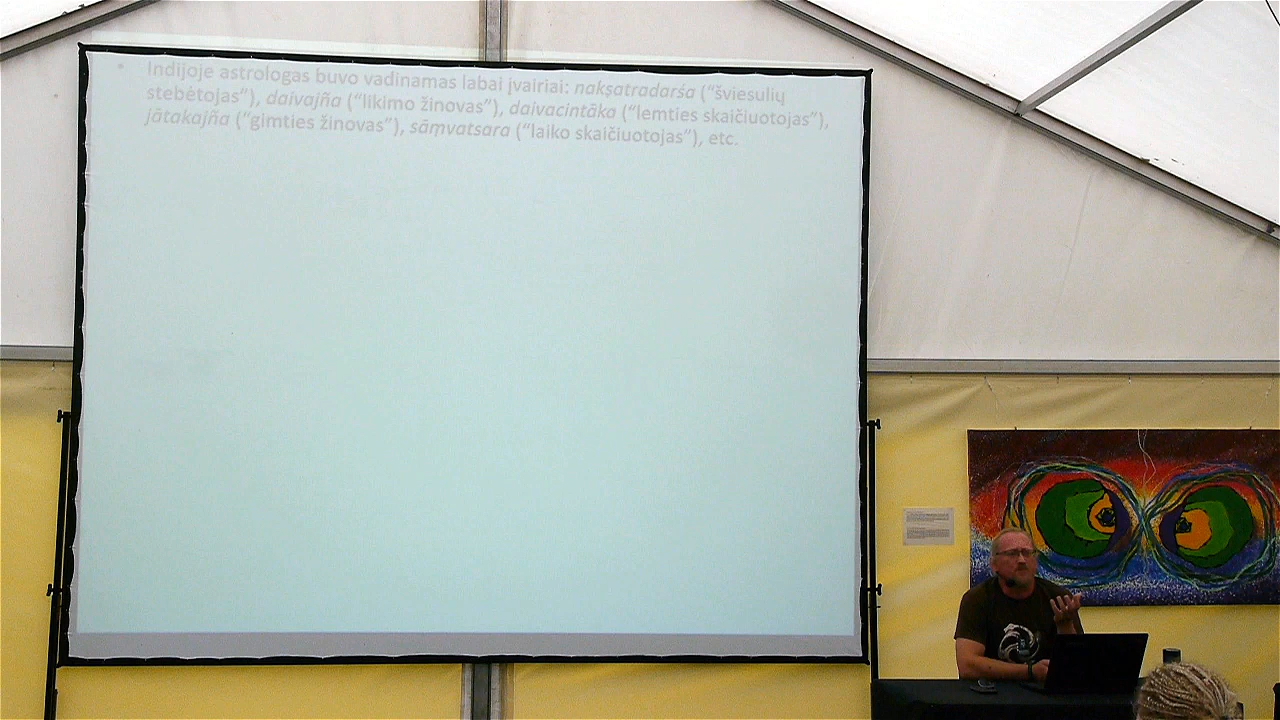 • Indijoje astrologas buvo vadinamas labai įvairiai: nakṣatradarśa (“šviesulių
stebėtojas”), daivajña (“likimo žinovas”), daivacintāka (“lemties skaičiuotojas”),
jātakajña (“gimties žinovas”), sāṃvatsara (“laiko skaičiuotojas”), etc.